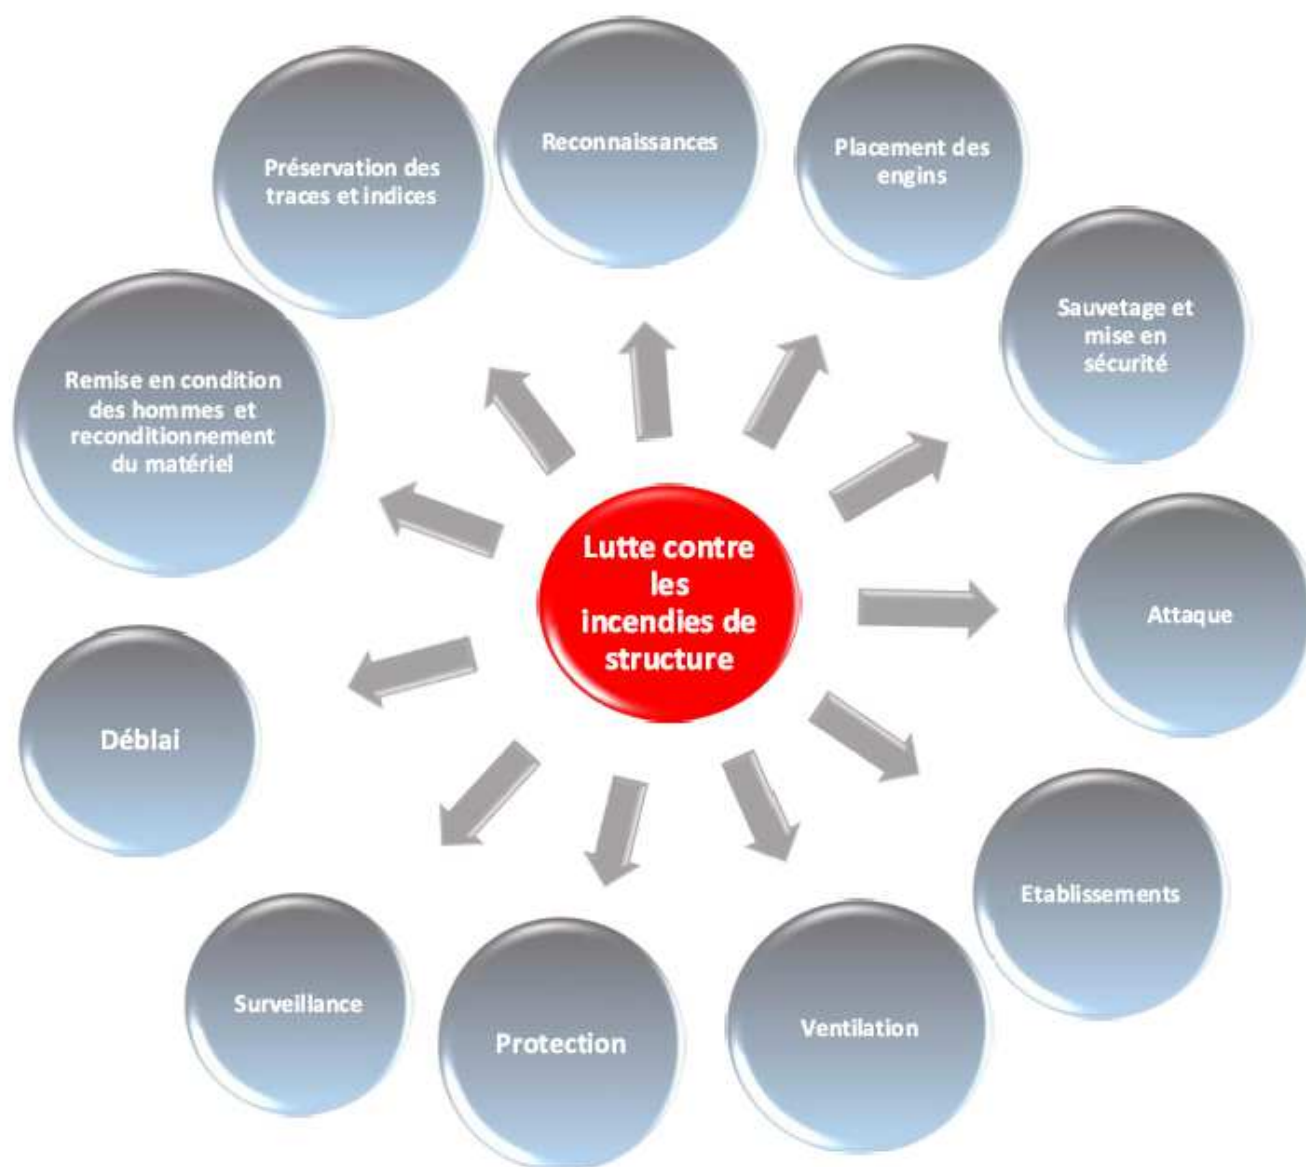 Reconnaissances
Placement des
engins
Sauvetage et
mise en
sécurité
Attaque
Etablissements
Ventilation
Protection
Surveillance
Déblai
Remise en condition
des hommes et
reconditionnement
du matériel
Préservation des
traces et indices
Lutte contre
les
incendies de
structure